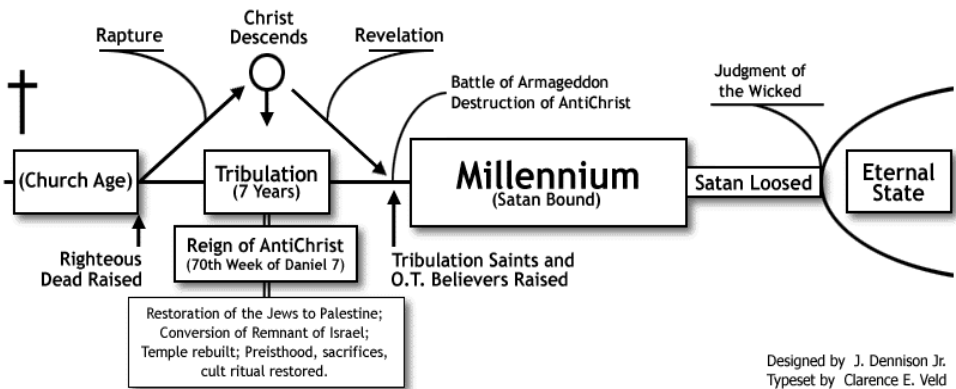 Rapture
Christ
Descends
Revelation
Battle of Armageddon
Destruction of AntiChrist
Judgment of
the Wicked
(Church Age)
Tribulation
(7 Years)
Millennium
(Satan Bound)
Satan Loosed
Eternal
State
Righteous
Dead Raised
Reign of AntiChrist
(70th Week of Daniel 7)
Tribulation Saints and
O.T. Believers Raised
Restoration of the Jews to Palestine;
Conversion of Remnant of Israel;
Temple rebuilt; Preisthood, sacrifices,
cult ritual restored.
Designed by J. Dennison Jr.
Typeset by Clarence E. Veld